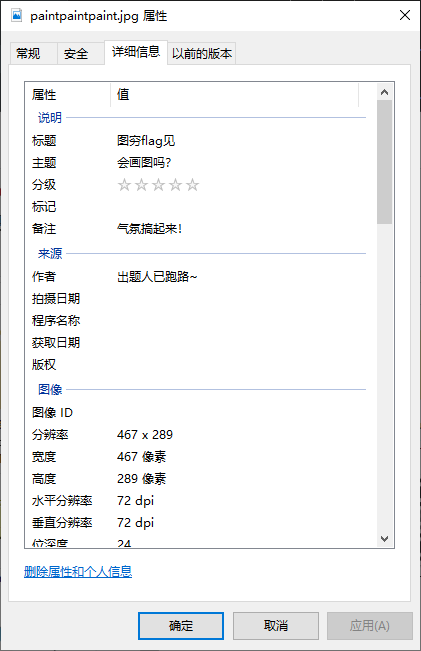 paintpaintpaint.jpg 属性
常规 安全 详细信息 以前的版本
属性 值
说明
标题 图穷flag见
主题 会画图吗?
分级
标记
备注 气氛搞起来!
来源
作者 出题人已跑路~
拍摄日期
程序名称
获取日期
版权
图像
图像 ID
分辨率 467 x 289
宽度 467 像素
高度 289 像素
水平分辨率 72 dpi
垂直分辨率 72 dpi
位深度 24
删除属性和个人信息
确定 取消 应用(A)